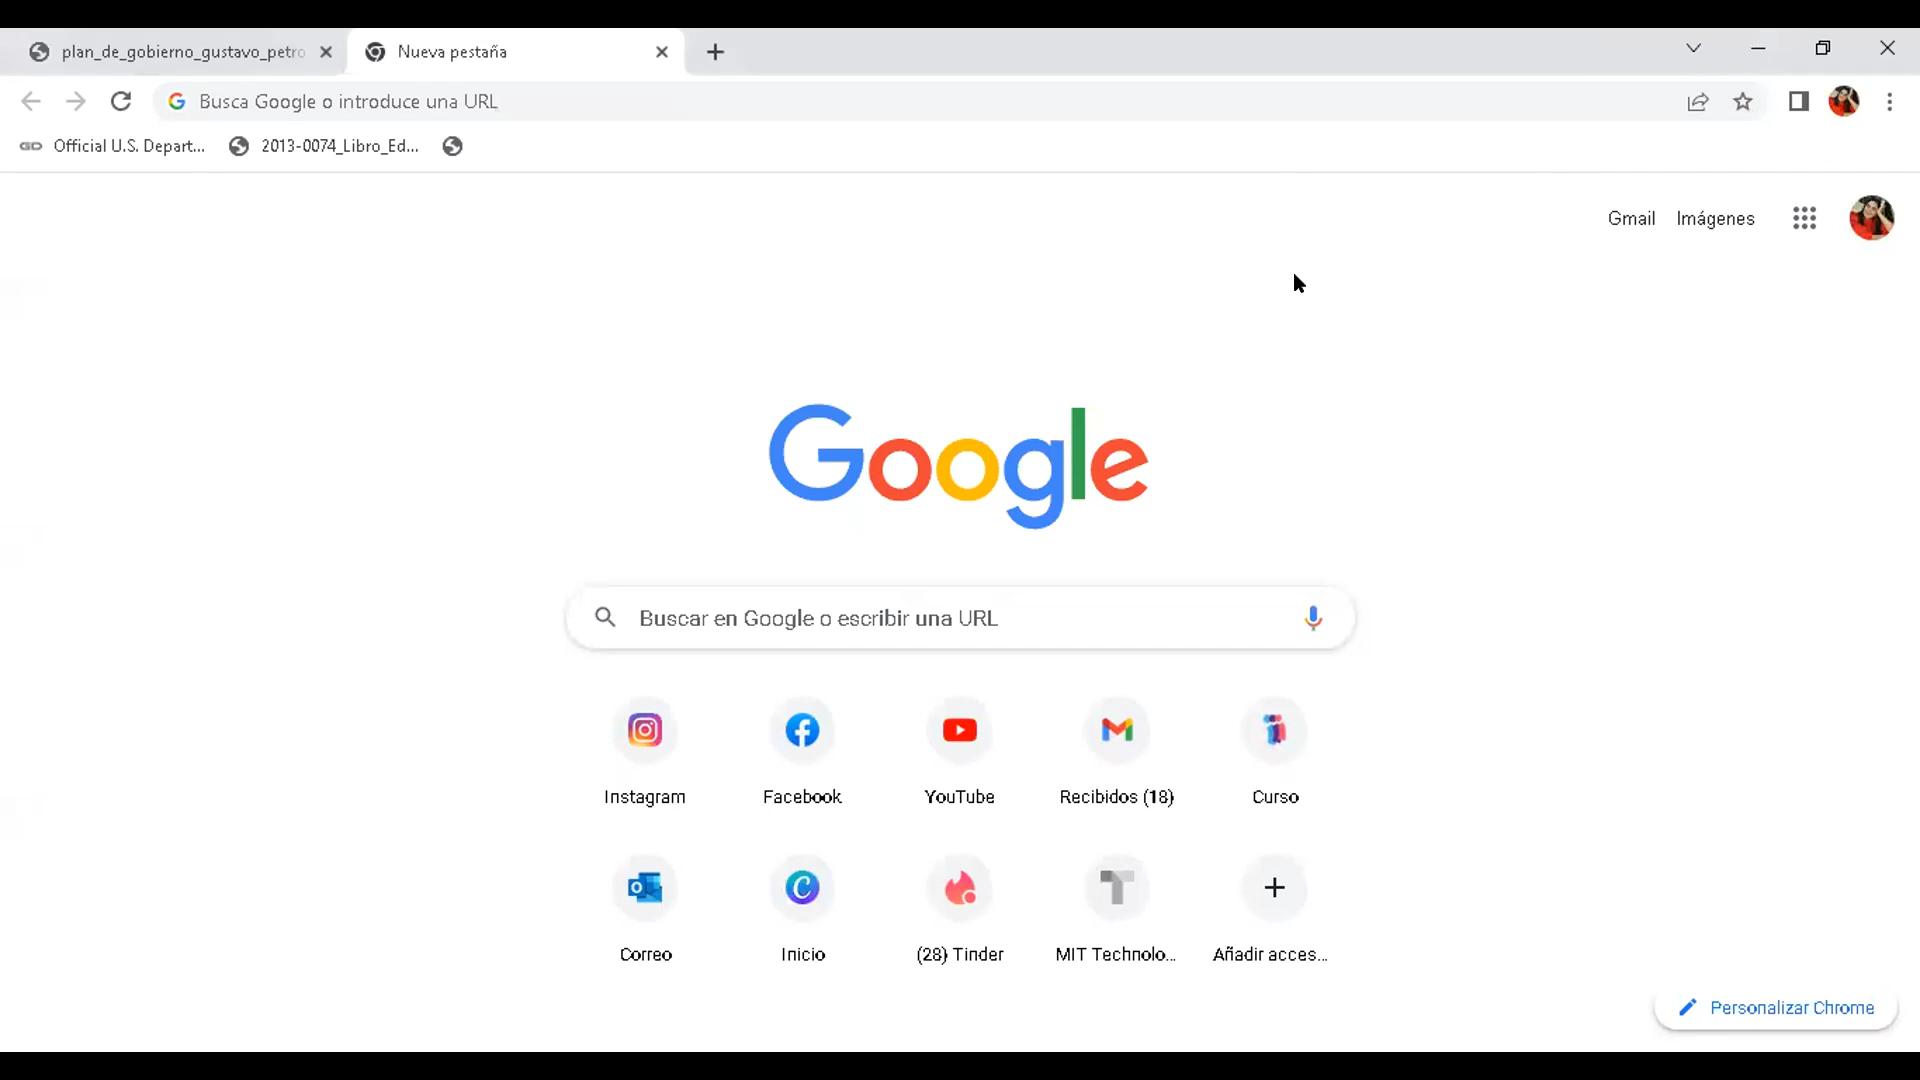 plan_de_gobierno_gustavo_petro
Nueva pestaña
Busca Google o introduce una URL
Official U.S. Depart...
2013-0074_Libro_Ed...
Gmail
Imágenes
Google
Buscar en Google o escribir una URL
Instagram
Facebook
YouTube
Recibidos (18)
Curso
Correo
Inicio
(28) Tinder
MIT Technolo...
Añadir acces...
Personalizar Chrome